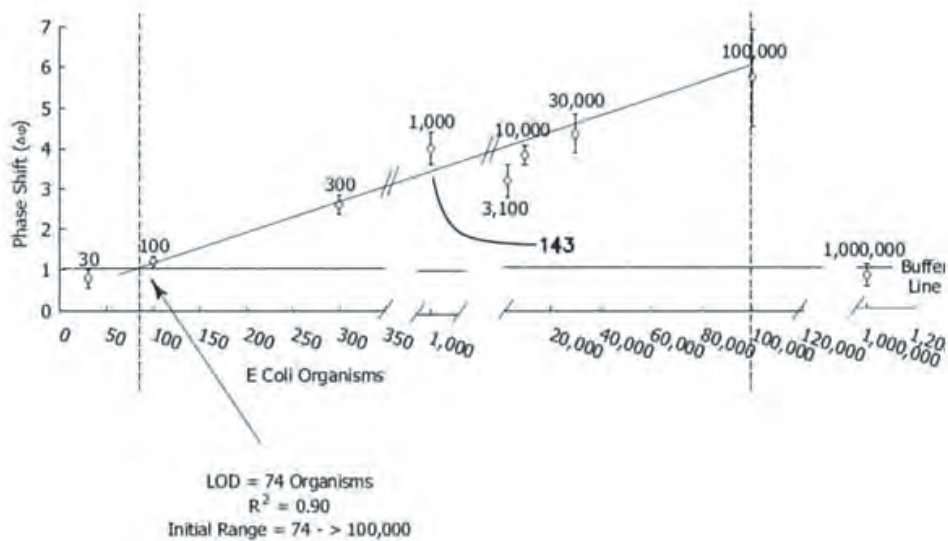 7
6
5
4
3
2
1
0
Phase Shift (Δφ)
30
100
300
1,000
3,100
10,000
30,000
100,000
1,000,000
143
Buffer
Line
0 50 100 150 200 250 300 350 1,000 20,000 40,000 60,000 80,000 100,000 120,000 1,000,000 1,20
E Coli Organisms
LOD = 74 Organisms
R² = 0.90
Initial Range = 74 - > 100,000